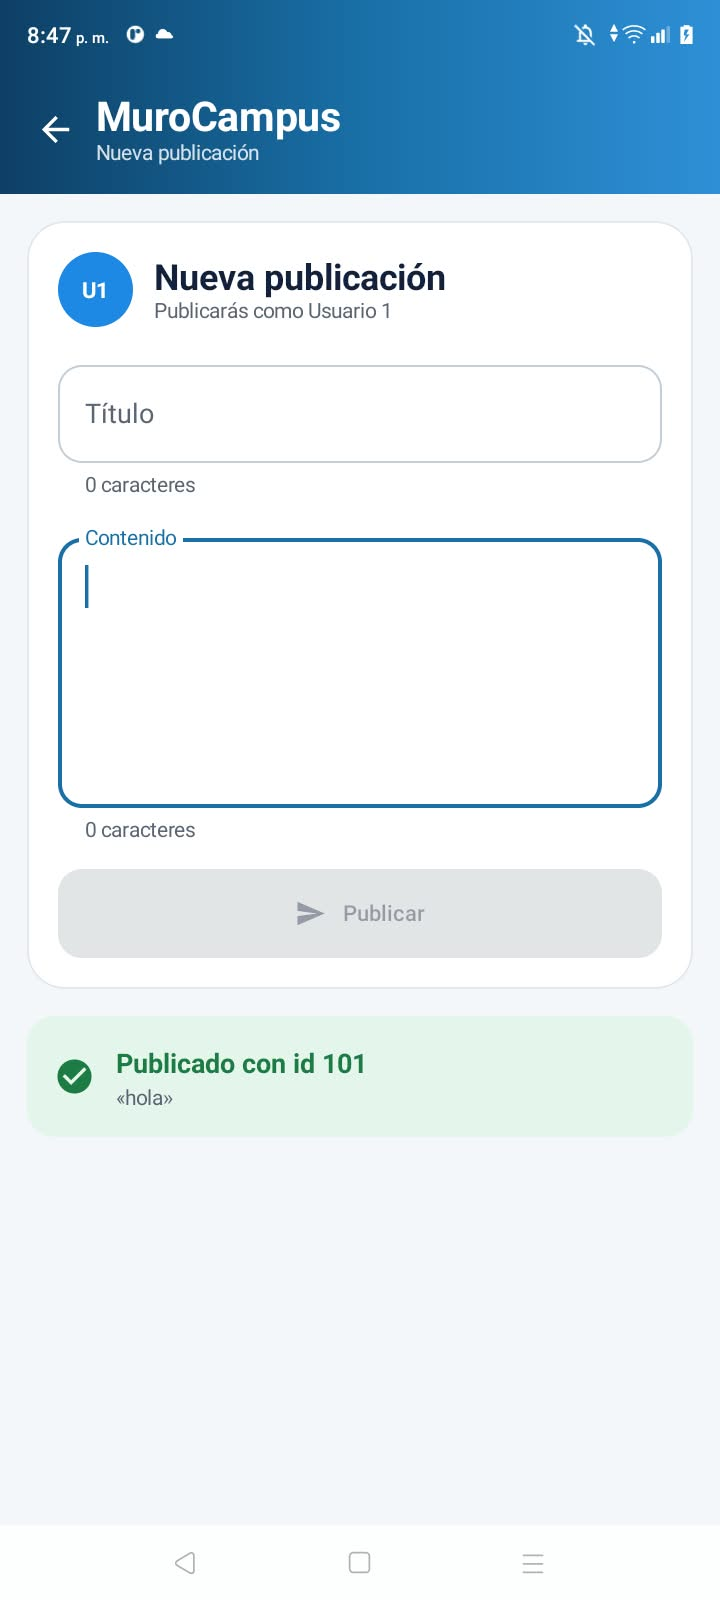 8:47 p. m.
MuroCampus
Nueva publicación
U1
Nueva publicación
Publicarás como Usuario 1
Título
0 caracteres
Contenido
0 caracteres
Publicar
Publicado con id 101
«hola»